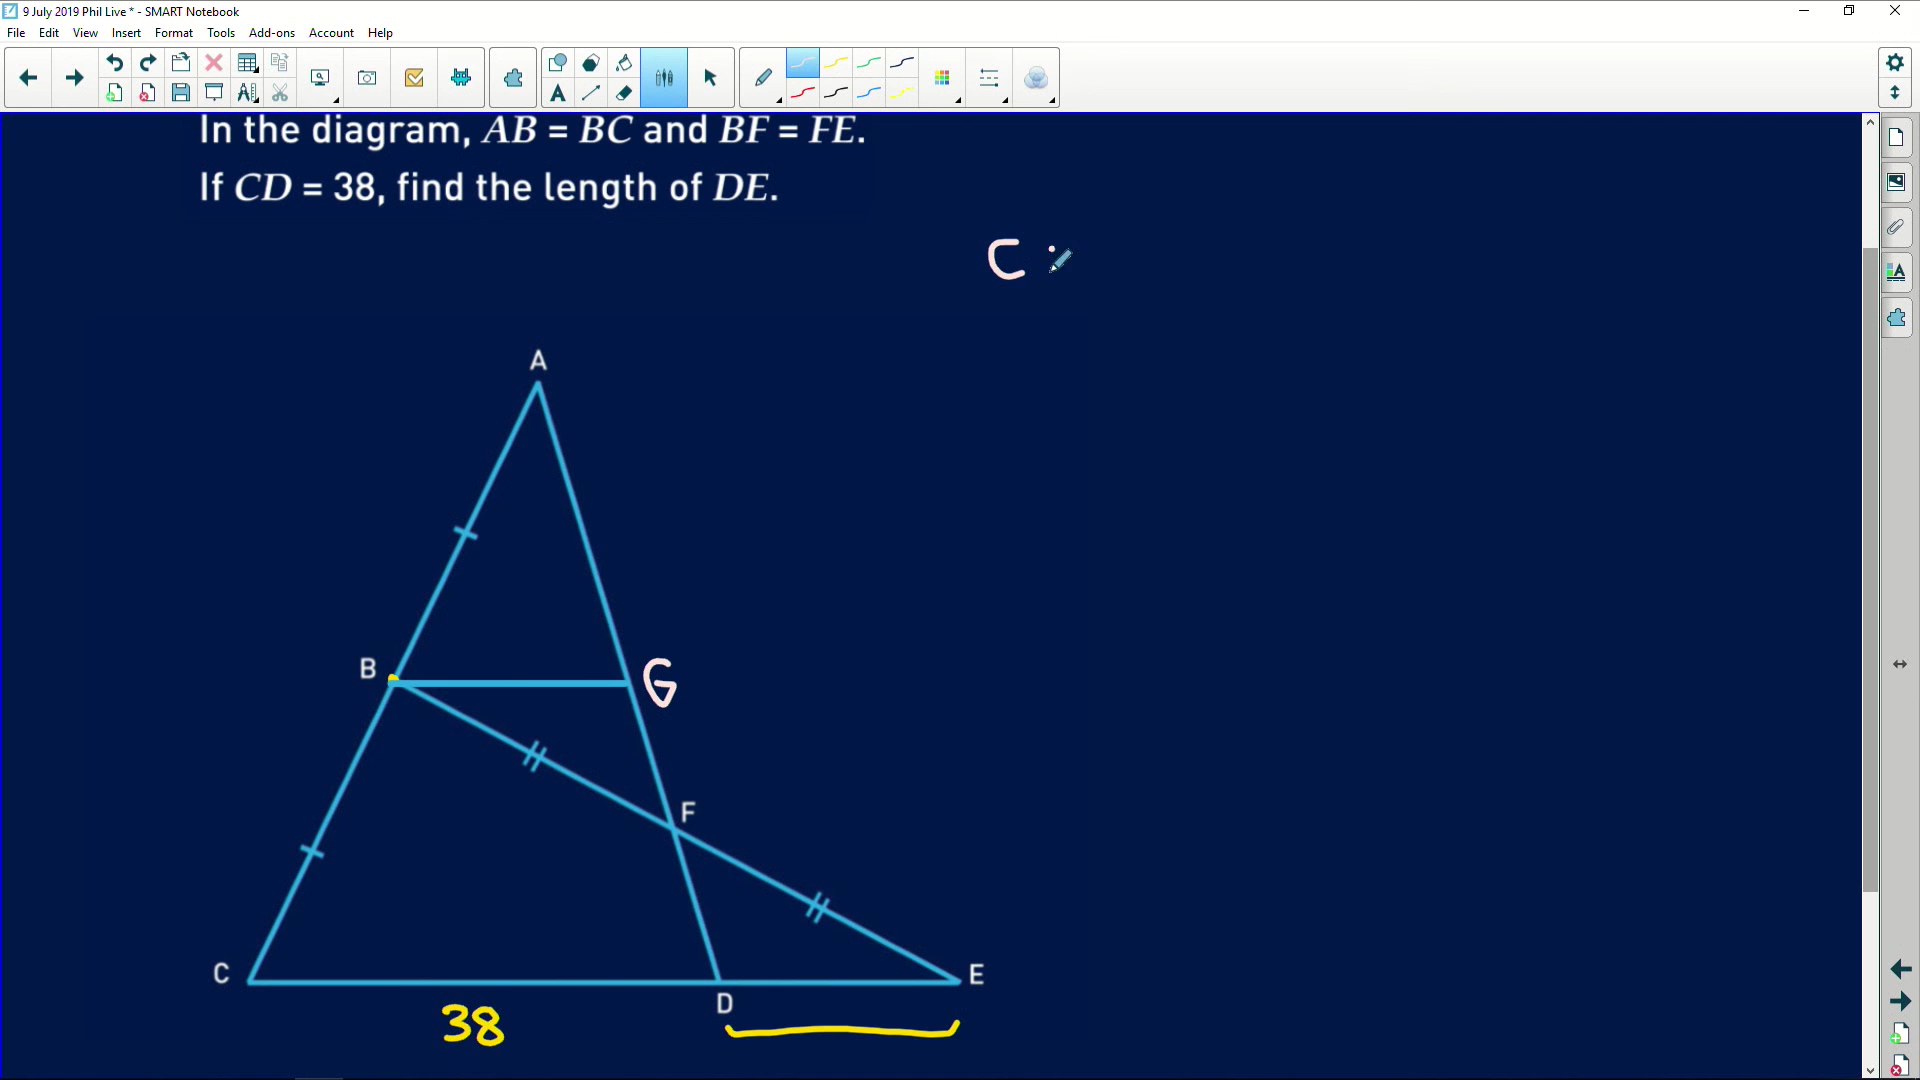 9 July 2019 Phil Live * - SMART Notebook
File Edit View Insert Format Tools Add-ons Account Help
In the diagram, AB = BC and BF = FE.
If CD = 38, find the length of DE.
C :
A
B
G
F
C
E
D
38